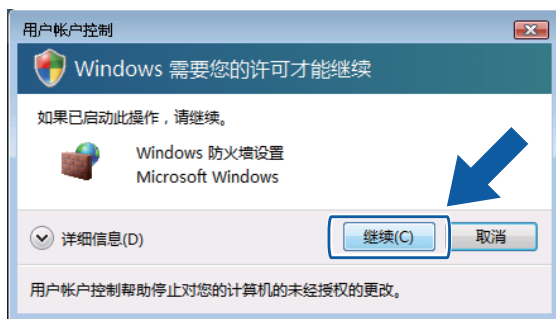 用户帐户控制
Windows 需要您的许可才能继续
如果已启动此操作，请继续。
Windows 防火墙设置
Microsoft Windows
详细信息(D)
继续(C)
取消
用户帐户控制帮助停止对您的计算机的未经授权的更改。